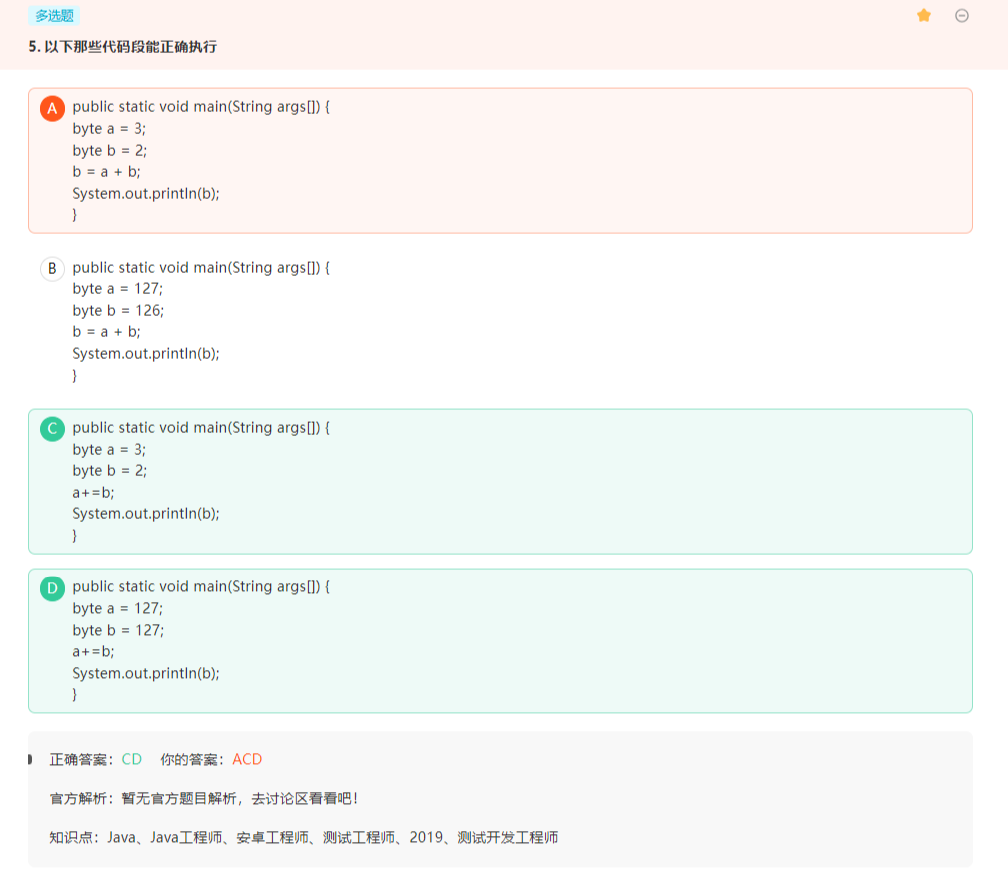 多选题
5. 以下那些代码段能正确执行
A public static void main(String args[]) {
byte a = 3;
byte b = 2;
b = a + b;
System.out.println(b);
}
B public static void main(String args[]) {
byte a = 127;
byte b = 126;
b = a + b;
System.out.println(b);
}
C public static void main(String args[]) {
byte a = 3;
byte b = 2;
a+=b;
System.out.println(b);
}
D public static void main(String args[]) {
byte a = 127;
byte b = 127;
a+=b;
System.out.println(b);
}
正确答案：CD 你的答案：ACD
官方解析：暂无官方题目解析，去讨论区看看吧！
知识点：Java、Java工程师、安卓工程师、测试工程师、2019、测试开发工程师